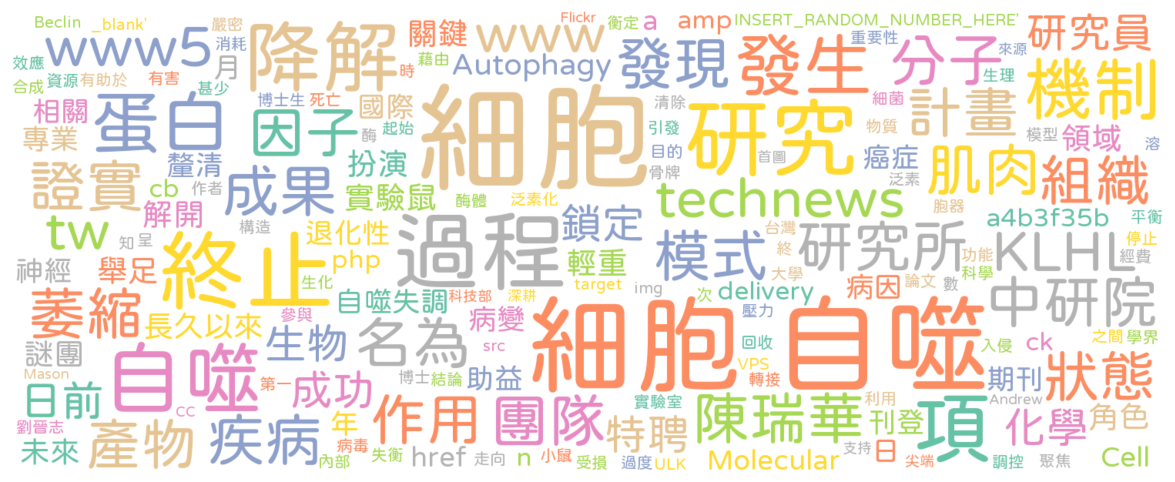 Beclin _blank' 嚴密 Flickr 衡定 a amp INSERT_RANDOM_NUMBER_HERE' 研究員
www5 消耗 降解 關鍵 www 發現 發生 重要性 分子 來源
效應 月 藉由 Autophagy 生理 機制
合成 資源 有助於 有害 甚少 時
相關 蛋白 博士生 死亡 國際 細胞 清除 研究 細菌 計畫 模型 領域
專業 因子 酶 起始 引發 物質 溶
釐清 扮演 目的 首圖 癌症 肌肉 組織
證實 cb 作者 成果 實驗鼠 酶體 泛素化 骨牌 technews 泛素
解開 構造 鎖定 胞器 a4b3f35b 平衡
tw 知 呈 終止 退化性 過程 模式 台灣 終 研究所 功能 KLHL 停止
神經 舉足 php 輕重 大學 科學 經費
生化 自噬失調 科技部 深耕 target img 次 delivery 病因 論文 數 中研院
萎縮 長久以來 參與 病變 壓力
謎團 生物 名為 src 細胞自噬 回收 入侵 ck 之間 學界
Mason 自噬 第一 成功 博士 結論 助益 VPS 轉接 期刊 狀態
日前 cc 年 作用 團隊 實驗室 陳瑞華 利用 刊登 項 Andrew 化學 角色
劉晉志 產物 疾病 病毒 特聘
未來 內部 失衡 href 走向 n 小鼠 受損 過度 ULK Molecular 支持 日 尖端 調控 聚焦 Cell